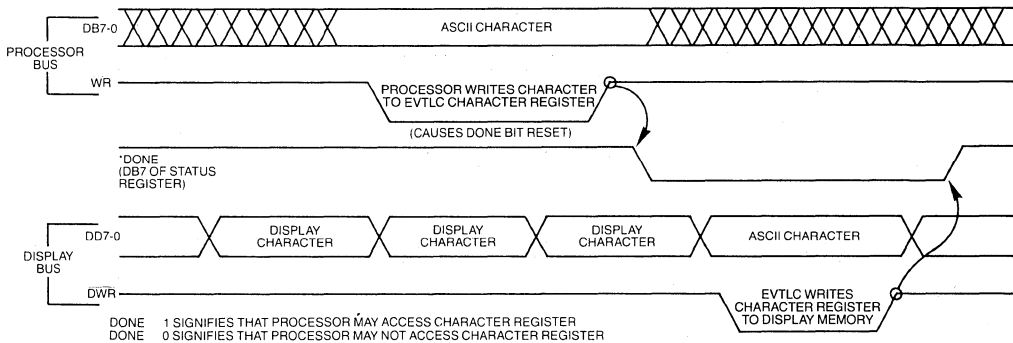 DB7-0
ASCII CHARACTER
PROCESSOR
BUS
WR
PROCESSOR WRITES CHARACTER
TO EVTLC CHARACTER REGISTER
(CAUSES DONE BIT RESET)
*DONE
(DB7 OF STATUS
REGISTER)
DD7-0
DISPLAY
CHARACTER
DISPLAY
CHARACTER
DISPLAY
CHARACTER
ASCII CHARACTER
DISPLAY
BUS
DWR
EVTLC WRITES
CHARACTER REGISTER
TO DISPLAY MEMORY
DONE 1 SIGNIFIES THAT PROCESSOR MAY ACCESS CHARACTER REGISTER
DONE 0 SIGNIFIES THAT PROCESSOR MAY NOT ACCESS CHARACTER REGISTER